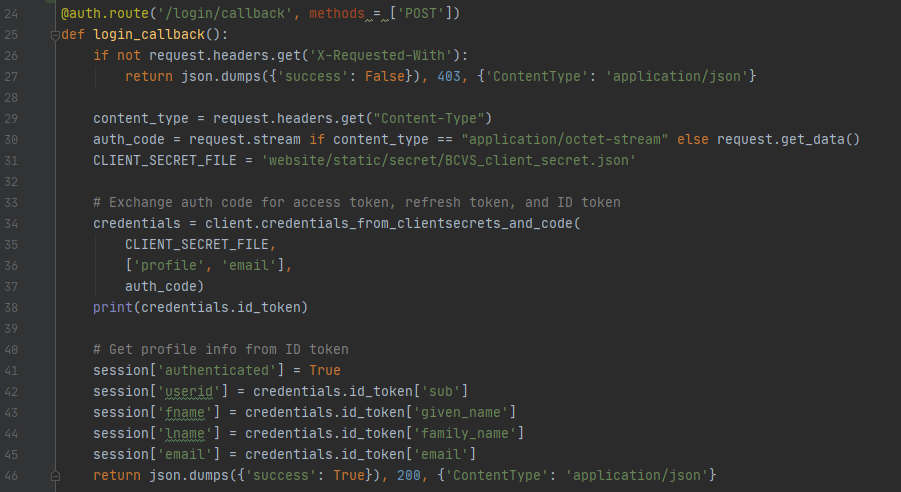 24 @auth.route('/login/callback', methods = ['POST'])
25 def login_callback():
26     if not request.headers.get('X-Requested-With'):
27         return json.dumps({'success': False}), 403, {'ContentType': 'application/json'}
28
29     content_type = request.headers.get("Content-Type")
30     auth_code = request.stream if content_type == "application/octet-stream" else request.get_data()
31     CLIENT_SECRET_FILE = 'website/static/secret/BCVS_client_secret.json'
32
33     # Exchange auth code for access token, refresh token, and ID token
34     credentials = client.credentials_from_clientsecrets_and_code(
35         CLIENT_SECRET_FILE,
36         ['profile', 'email'],
37         auth_code)
38     print(credentials.id_token)
39
40     # Get profile info from ID token
41     session['authenticated'] = True
42     session['userid'] = credentials.id_token['sub']
43     session['fname'] = credentials.id_token['given_name']
44     session['lname'] = credentials.id_token['family_name']
45     session['email'] = credentials.id_token['email']
46     return json.dumps({'success': True}), 200, {'ContentType': 'application/json'}